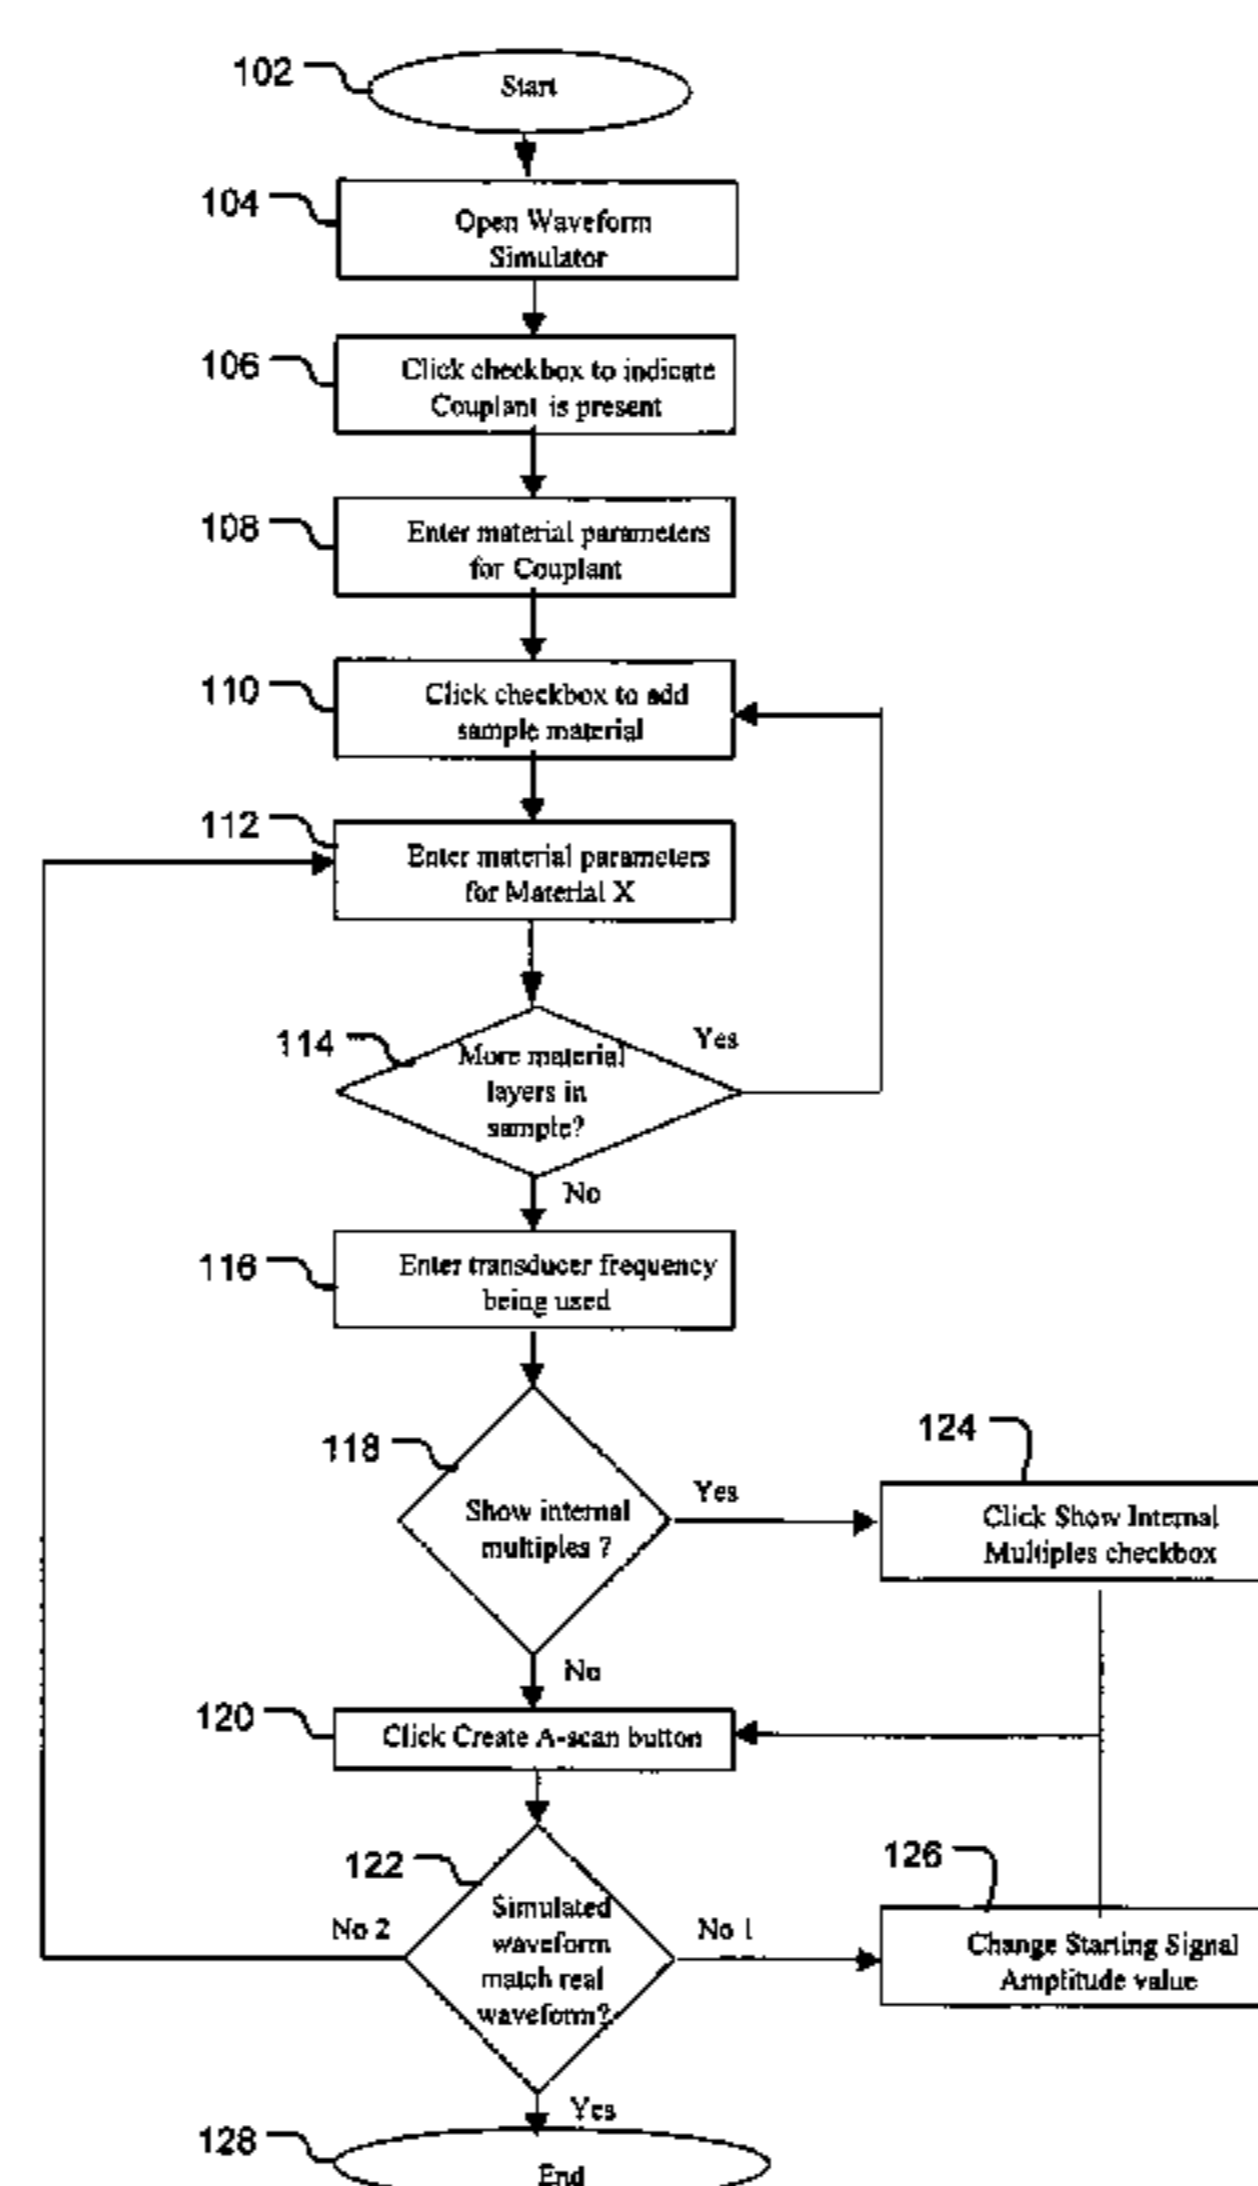 102
Start
104
Open Waveform
Simulator
106
Click checkbox to indicate
Couplant is present
108
Enter material parameters
for Couplant
110
Click checkbox to add
sample material
112
Enter material parameters
for Material X
114
More material
layers in
sample?
Yes
No
116
Enter transducer frequency
being used
118
Show internal
multiples ?
Yes
124
Click Show Internal
Multiples checkbox
No
120
Click Create A-scan button
122
Simulated
waveform
match real
waveform?
No 2
No 1
126
Change Starting Signal
Amplitude value
Yes
128
End